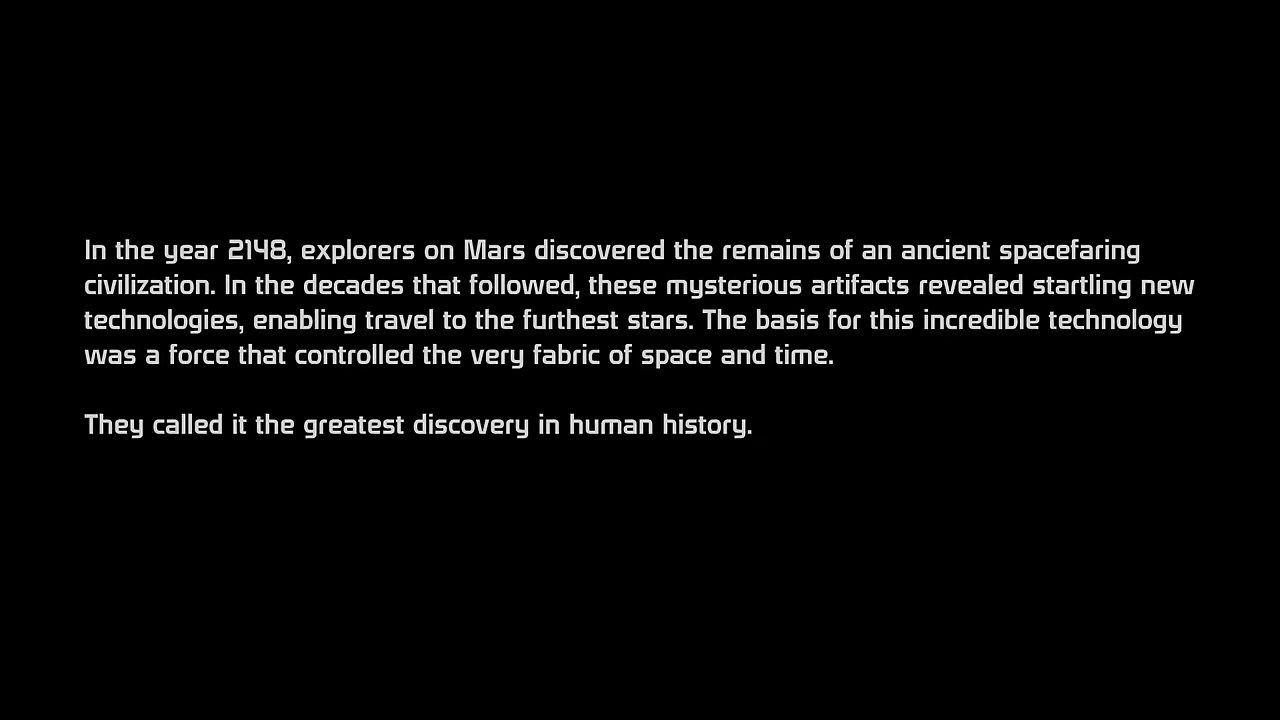 In the year 2148, explorers on Mars discovered the remains of an ancient spacefaring
civilization. In the decades that followed, these mysterious artifacts revealed startling new
technologies, enabling travel to the furthest stars. The basis for this incredible technology
was a force that controlled the very fabric of space and time.
They called it the greatest discovery in human history.